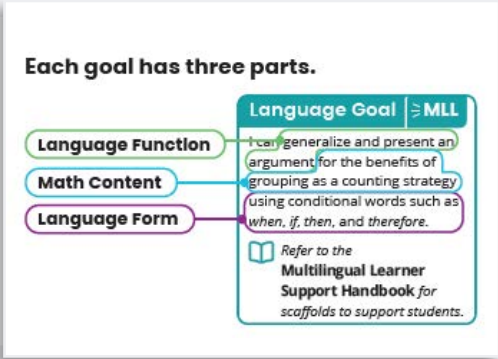 Each goal has three parts.
Language Goal MLL
Language Function
Math Content
Language Form
I can generalize and present an
argument for the benefits of
grouping as a counting strategy
using conditional words such as
when, if, then, and therefore.
Refer to the
Multilingual Learner
Support Handbook for
scaffolds to support students.